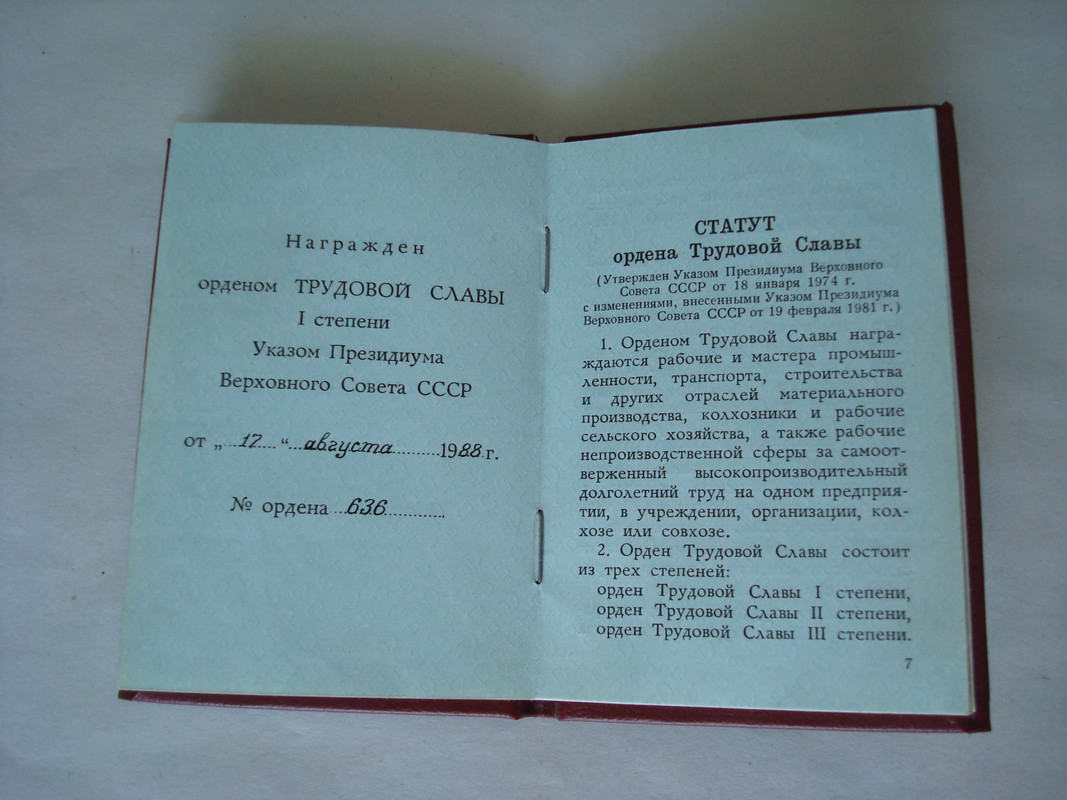 Награжден
орденом ТРУДОВОЙ СЛАВЫ
I степени
Указом Президиума
Верховного Совета СССР
от „...17....“...августа..........1988.г.
№ ордена ...636.............
СТАТУТ
ордена Трудовой Славы
(Утвержден Указом Президиума Верховного
Совета СССР от 18 января 1974 г.
с изменениями, внесенными Указом Президиума
Верховного Совета СССР от 19 февраля 1981 г.)
1. Орденом Трудовой Славы награ-
ждаются рабочие и мастера промыш-
ленности, транспорта, строительства
и других отраслей материального
производства, колхозники и рабочие
сельского хозяйства, а также рабочие
непроизводственной сферы за самоот-
верженный высокопроизводительный
долголетний труд на одном предприя-
тии, в учреждении, организации, кол-
хозе или совхозе.
2. Орден Трудовой Славы состоит
из трех степеней:
орден Трудовой Славы I степени,
орден Трудовой Славы II степени,
орден Трудовой Славы III степени.
7